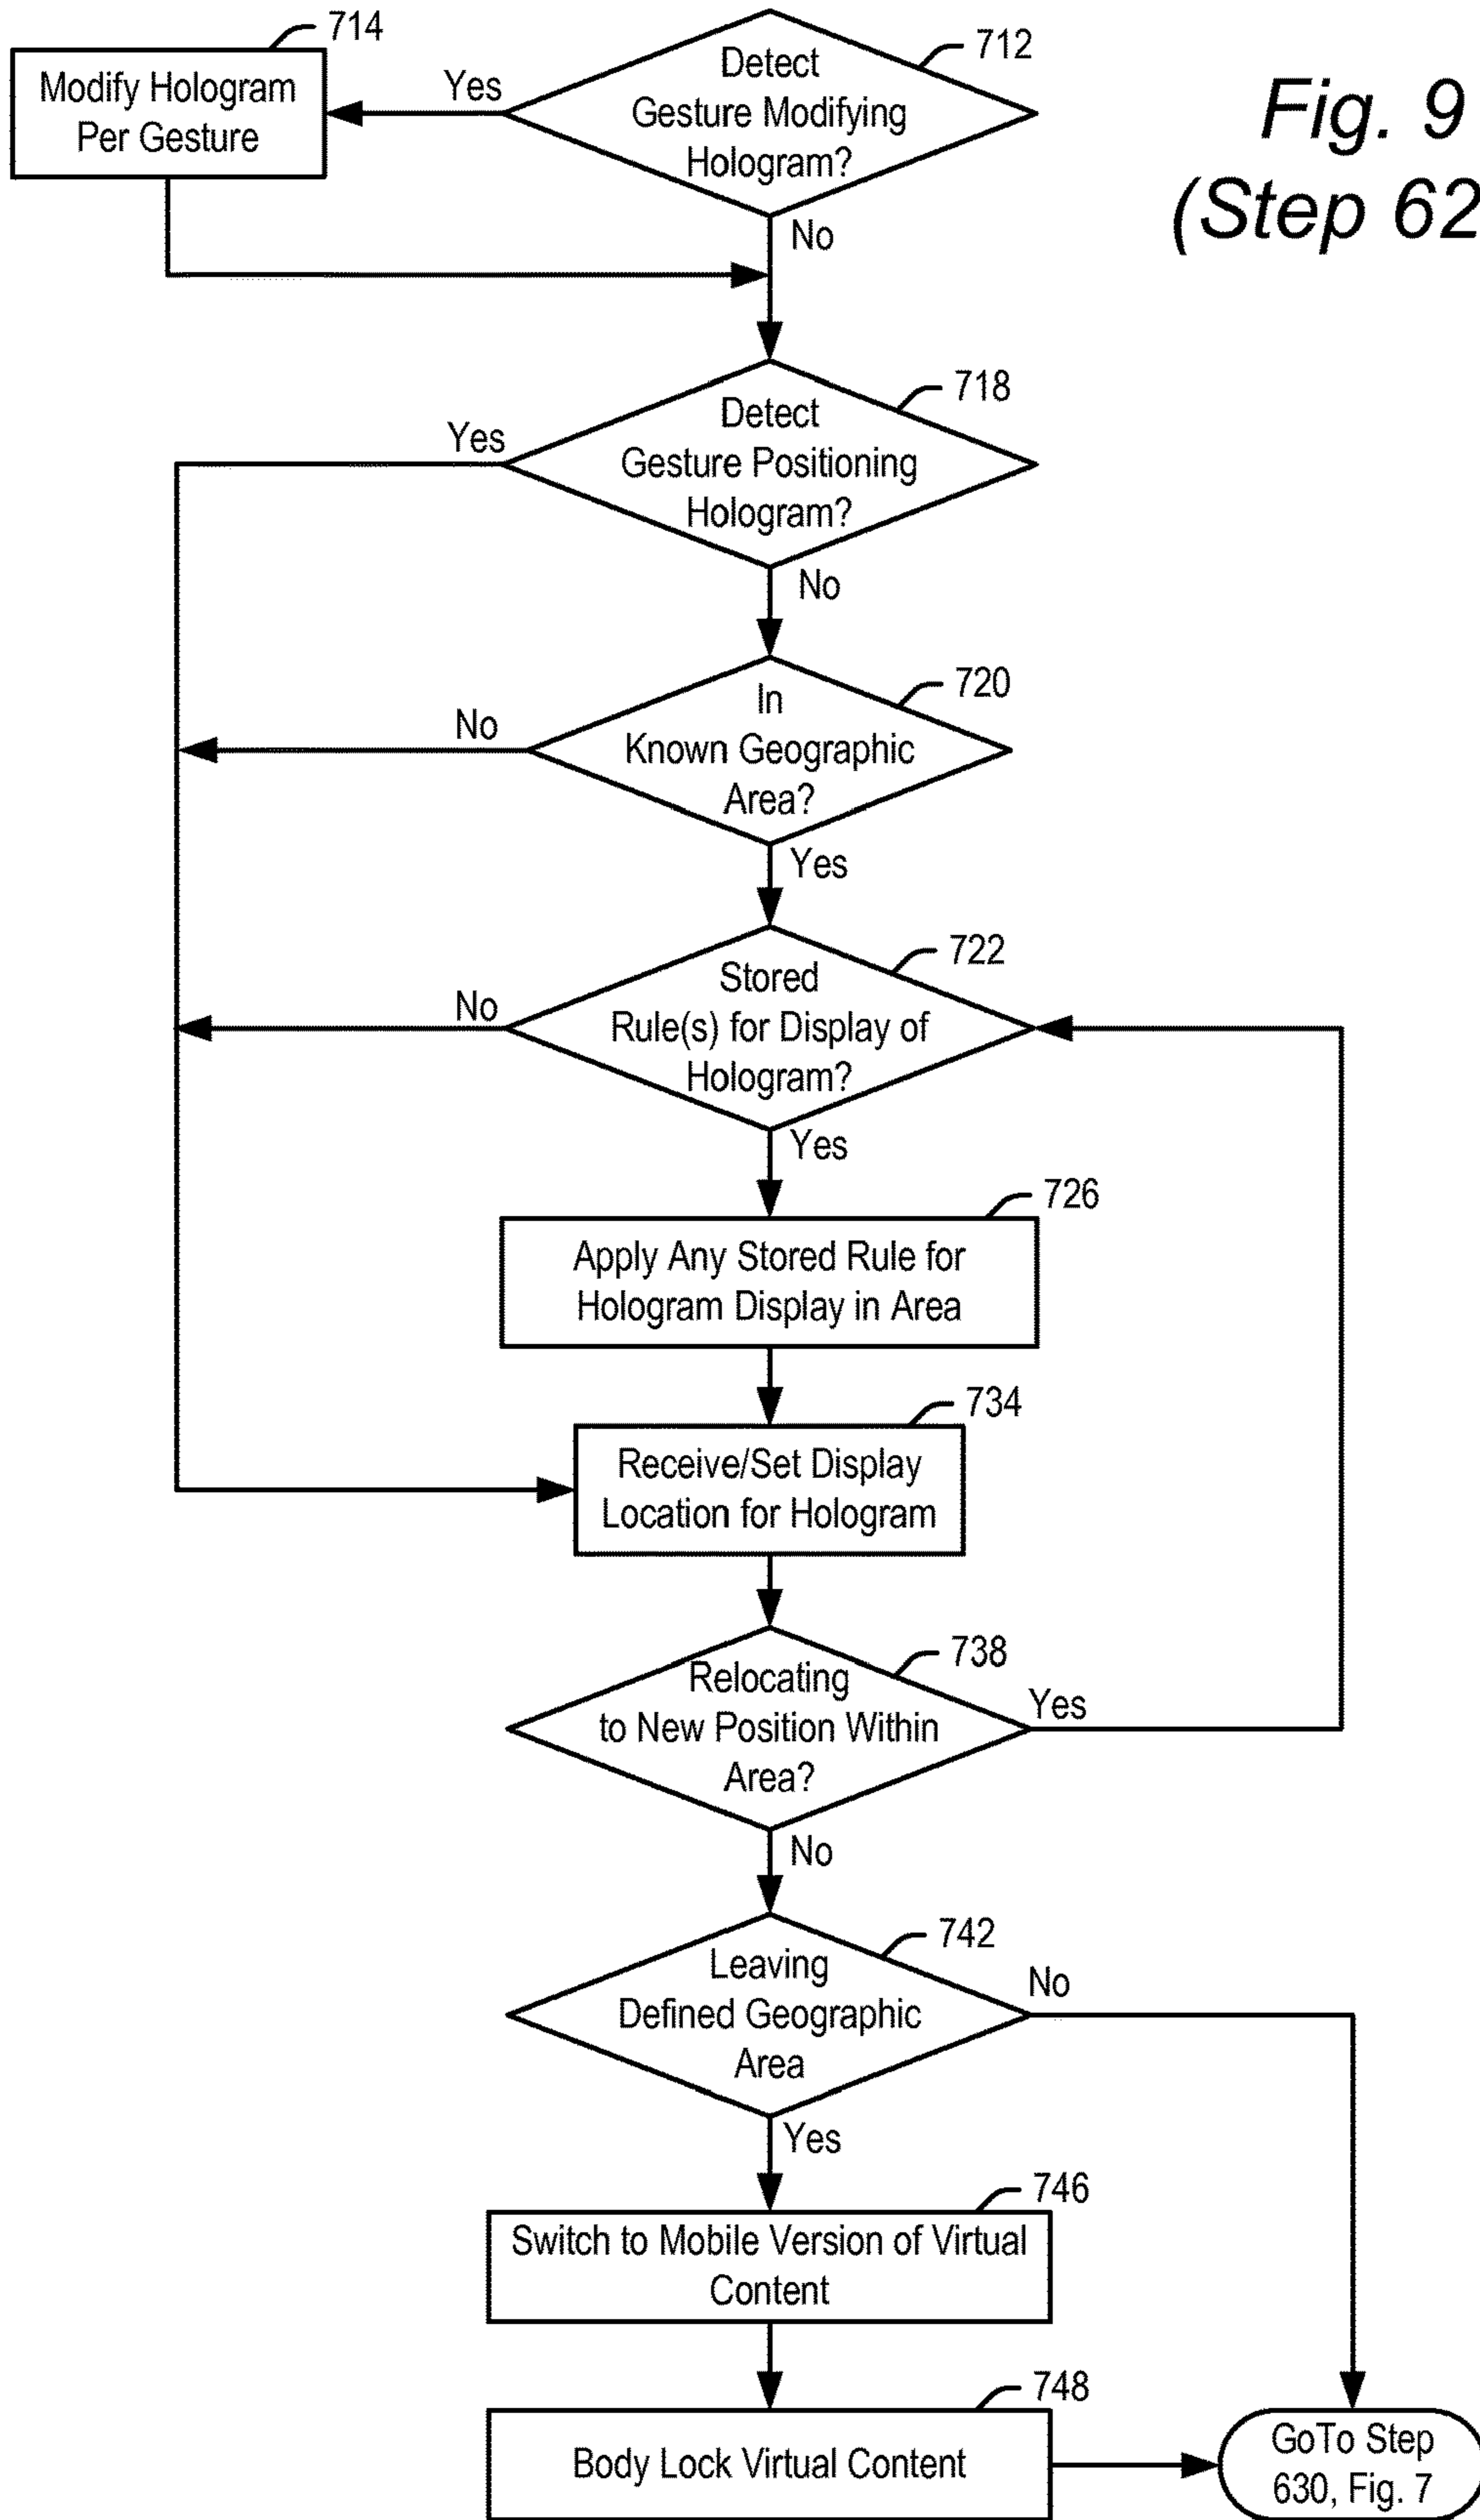 714
Modify Hologram
Per Gesture
Yes
Detect
Gesture Modifying
Hologram?
712
Fig. 9
(Step 62
No
Detect
Gesture Positioning
Hologram?
718
Yes
No
In
Known Geographic
Area?
720
No
Yes
Stored
Rule(s) for Display of
Hologram?
722
No
Yes
726
Apply Any Stored Rule for
Hologram Display in Area
734
Receive/Set Display
Location for Hologram
738
Relocating
to New Position Within
Area?
Yes
No
742
Leaving
Defined Geographic
Area
No
Yes
746
Switch to Mobile Version of Virtual
Content
748
Body Lock Virtual Content
GoTo Step
630, Fig. 7